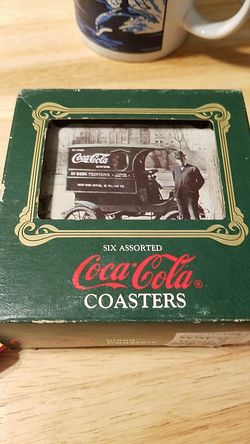 Coca-Cola
AT SODA FOUNTAINS
SIX ASSORTED
Coca-Cola®
COASTERS